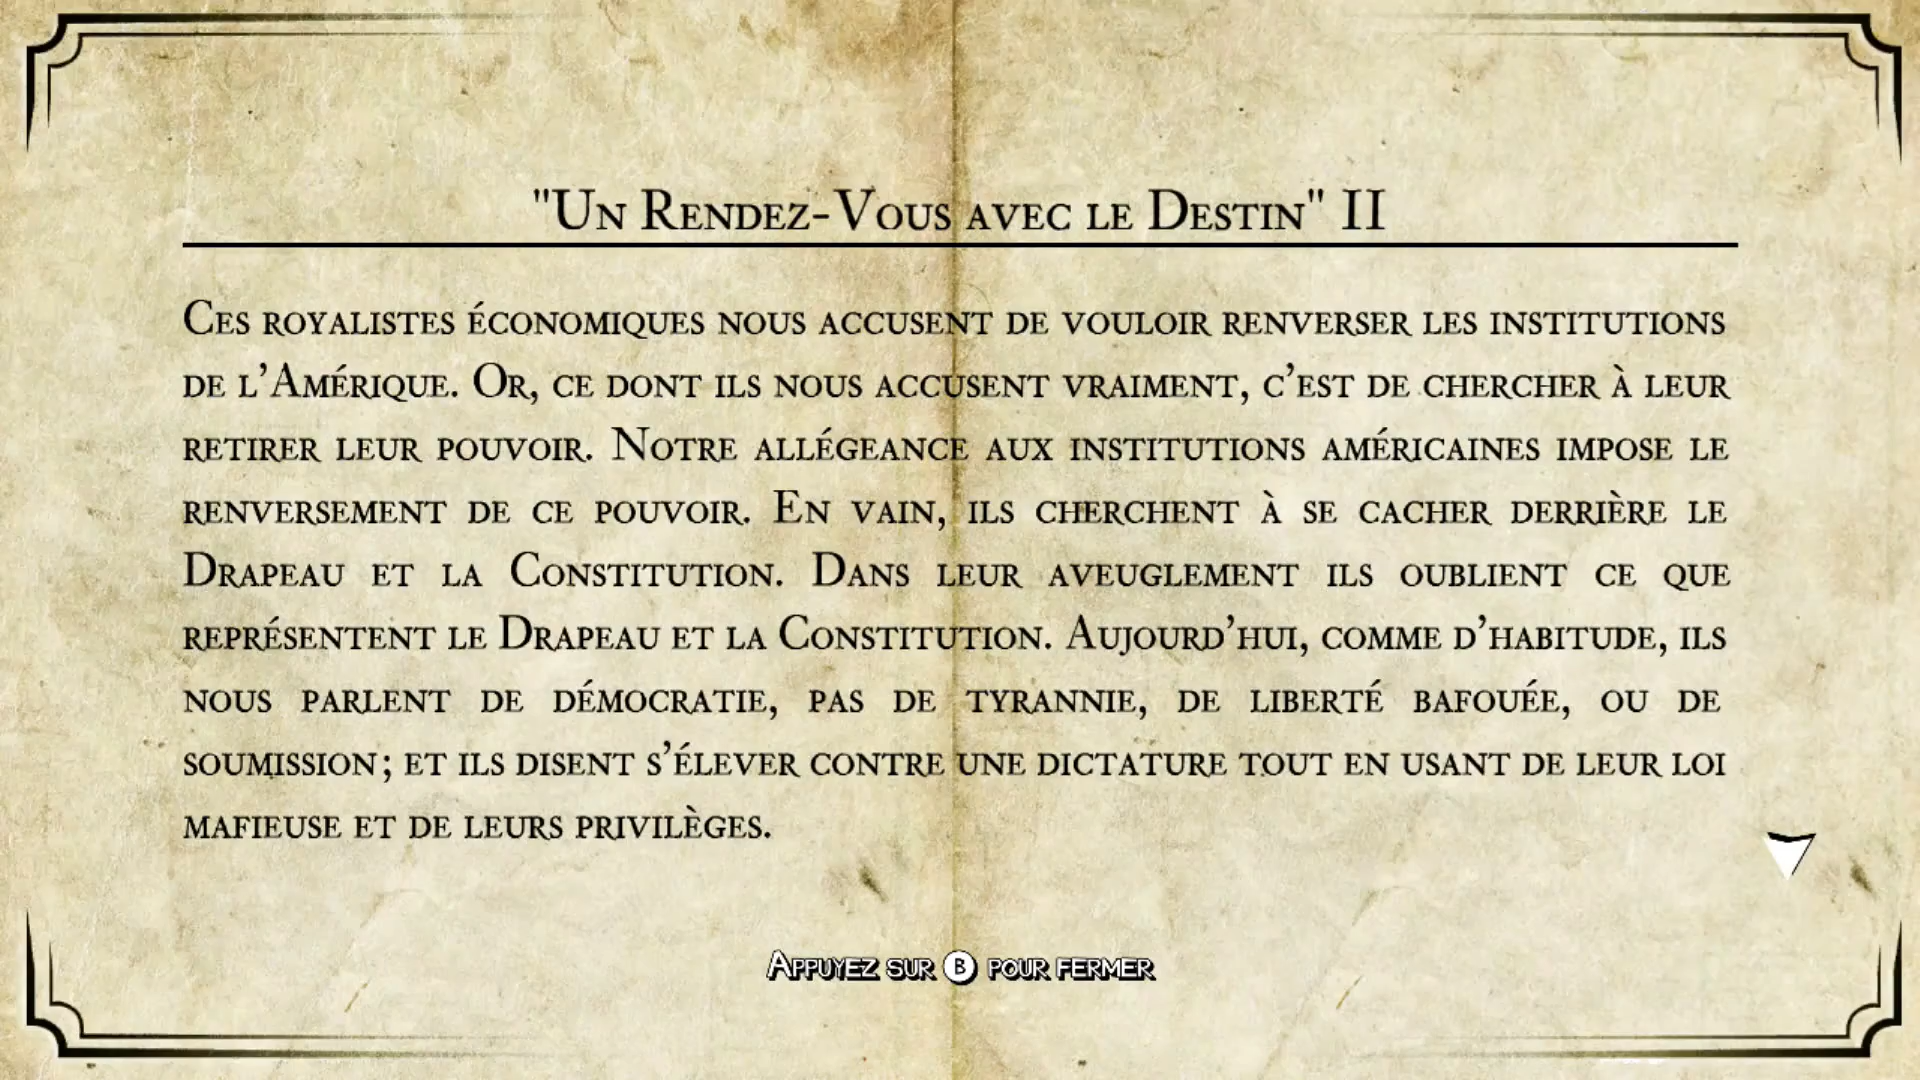 "Un Rendez-Vous avec le Destin" II
Ces royalistes économiques nous accusent de vouloir renverser les institutions
de l'Amérique. Or, ce dont ils nous accusent vraiment, c'est de chercher à leur
retirer leur pouvoir. Notre allégeance aux institutions américaines impose le
renversement de ce pouvoir. En vain, ils cherchent à se cacher derrière le
Drapeau et la Constitution. Dans leur aveuglement ils oublient ce que
représentent le Drapeau et la Constitution. Aujourd'hui, comme d'habitude, ils
nous parlent de démocratie, pas de tyrannie, de liberté bafouée, ou de
soumission; et ils disent s'élever contre une dictature tout en usant de leur loi
mafieuse et de leurs privilèges.
Appuyez sur B pour fermer